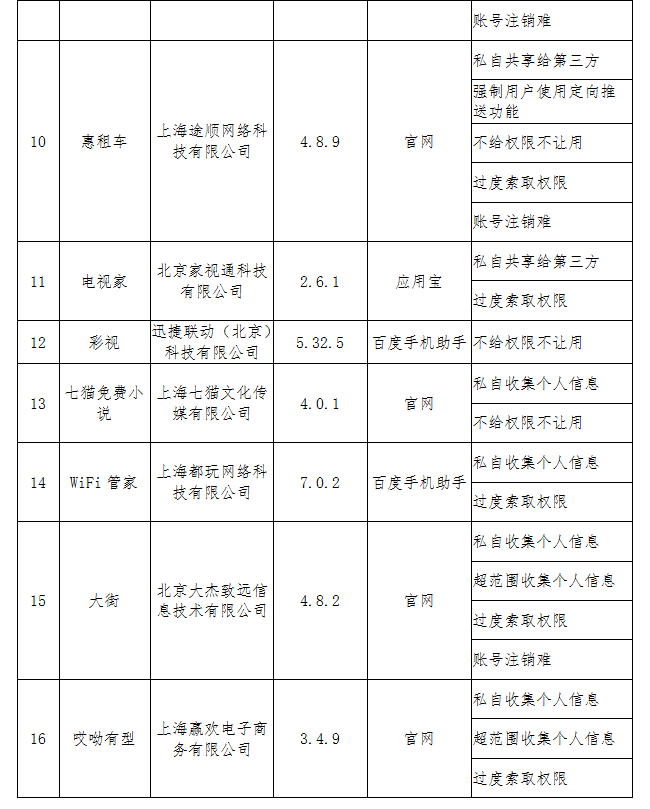 账号注销难
10
惠租车
上海途顺网络科
技有限公司
4.8.9
官网
私自共享给第三方
强制用户使用定向推
送功能
不给权限不让用
过度索取权限
账号注销难
11
电视家
北京家视通科技
有限公司
2.6.1
应用宝
私自共享给第三方
过度索取权限
12
彩视
迅捷联动（北京）
科技有限公司
5.32.5
百度手机助手
不给权限不让用
13
七猫免费小
说
上海七猫文化传
媒有限公司
4.0.1
官网
私自收集个人信息
不给权限不让用
14
WiFi 管家
上海都玩网络科
技有限公司
7.0.2
百度手机助手
私自收集个人信息
过度索取权限
15
大街
北京大杰致远信
息技术有限公司
4.8.2
官网
私自收集个人信息
超范围收集个人信息
过度索取权限
账号注销难
16
哎呦有型
上海赢欢电子商
务有限公司
3.4.9
官网
私自收集个人信息
超范围收集个人信息
过度索取权限